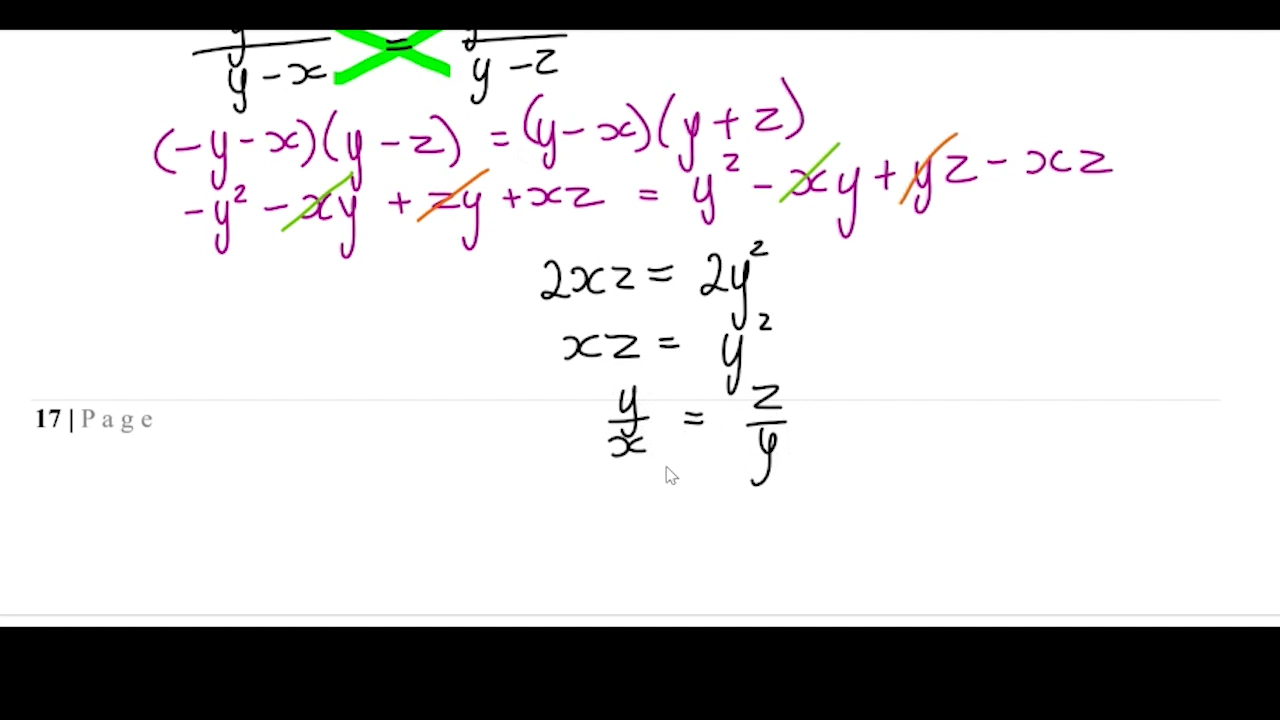 y - x = y - z
(-y - x)(y - z) = (y - x)(y + z)
-y² - xy + zy + xz = y² - xy + yz - xz
2xz = 2y²
xz = y²
y/x = z/y
17 | Page